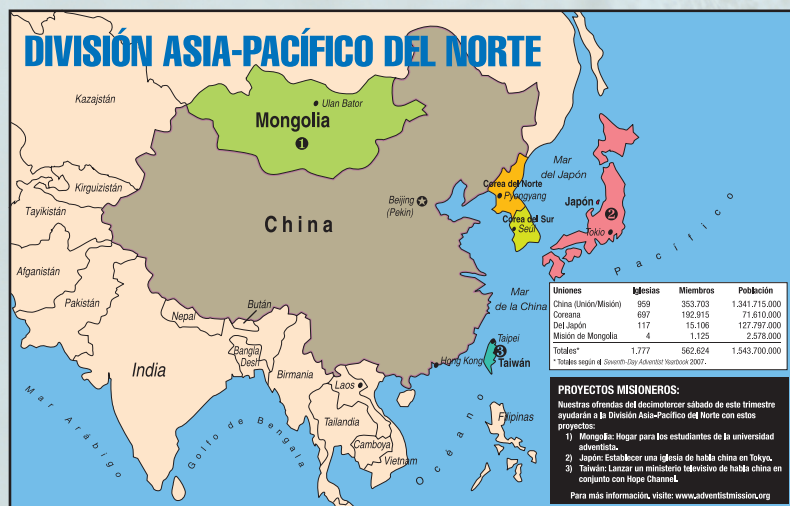 DIVISIÓN ASIA-PACÍFICO DEL NORTE
Kazajstán
Ulan Bator
Mongolia
1
Mar
del Japón
Corea del Norte
Pyongyang
Kirguizistán
Beijing
(Pekin)
Japón
2
Tayikistán
China
Corea del Sur
Seúl
Tokio
Pacífico
Afganistán
Pakistán
Mar
de la China
Nepal
Bután
Taipei
3
Taiwán
Hong Kong
India
Bangla
Desh
Birmania
Laos
Mar Arábigo
Golfo de Bengala
Tailandia
Camboya
Vietnam
Filipinas
Océano
Uniones Iglesias Miembros Población
China (Unión/Misión) 959 353.703 1.341.715.000
Coreana 697 192.915 71.610.000
Del Japón 117 15.106 127.797.000
Misión de Mongolia 4 1.125 2.578.000
Totales* 1.777 562.624 1.543.700.000
* Totales según el Seventh-Day Adventist Yearbook 2007.
PROYECTOS MISIONEROS:
Nuestras ofrendas del decimotercer sábado de este trimestre
ayudarán a la División Asia-Pacífico del Norte con estos
proyectos:
1) Mongolia: Hogar para los estudiantes de la universidad
adventista.
2) Japón: Establecer una iglesia de habla china en Tokyo.
3) Taiwán: Lanzar un ministerio televisivo de habla china en
conjunto con Hope Channel.
Para más información, visite: www.adventistmission.org